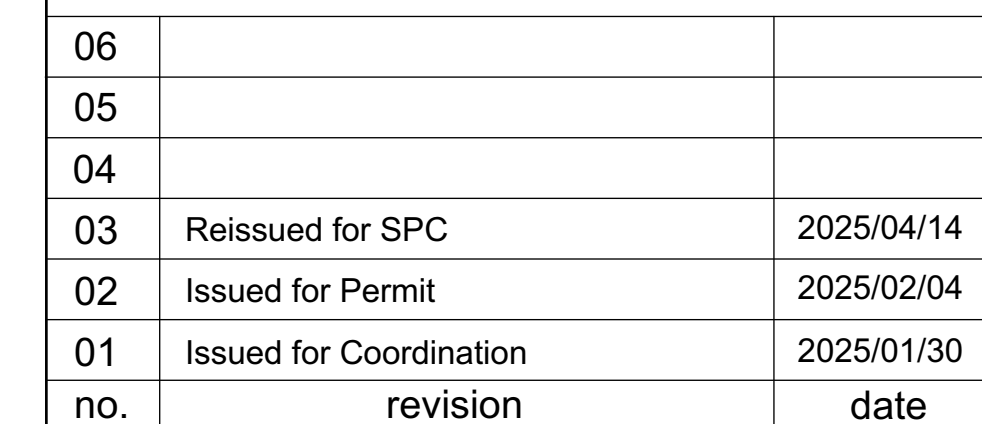 06
05
04
03 Reissued for SPC 2025/04/14
02 Issued for Permit 2025/02/04
01 Issued for Coordination 2025/01/30
no. revision date